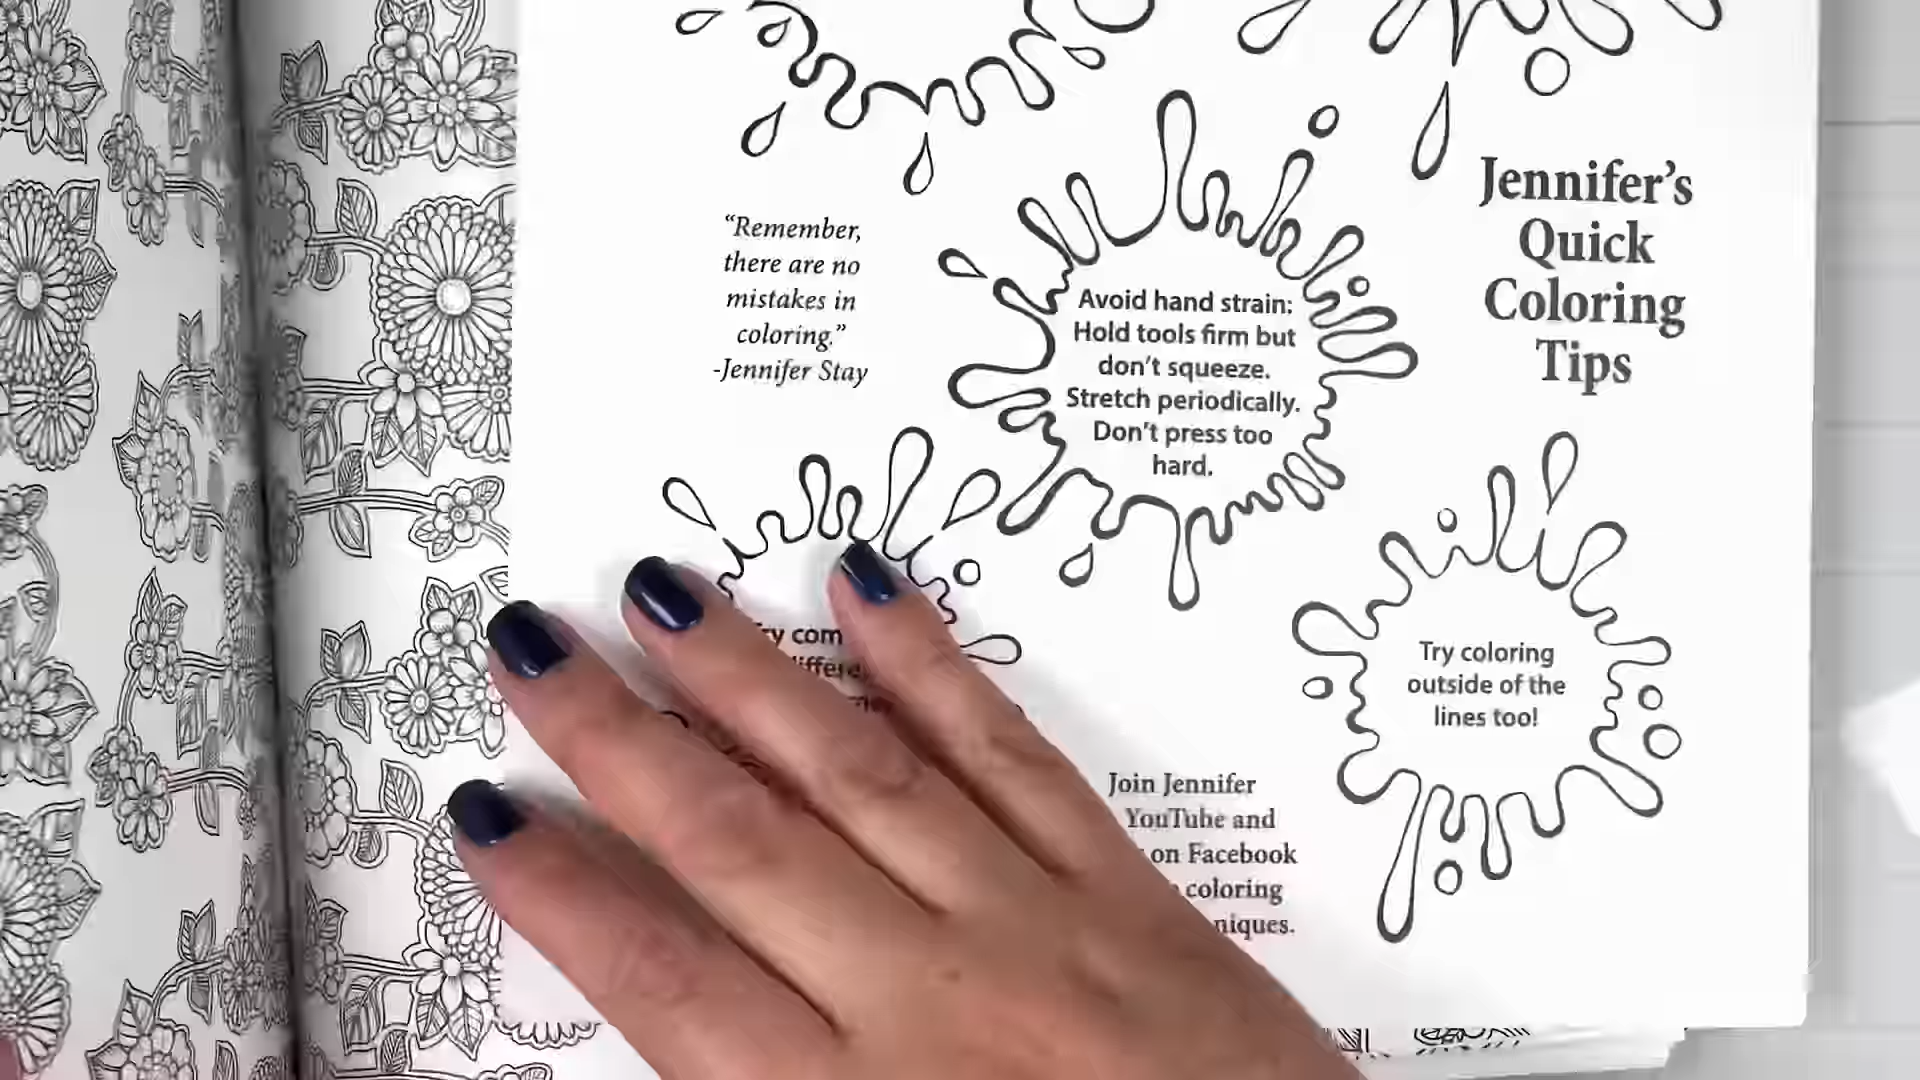 “Remember,
there are no
mistakes in
coloring.”
-Jennifer Stay
Avoid hand strain:
Hold tools firm but
don’t squeeze.
Stretch periodically.
Don’t press too
hard.
Jennifer’s
Quick
Coloring
Tips
Try coloring
outside of the
lines too!
Join Jennifer
YouTube and
on Facebook
coloring